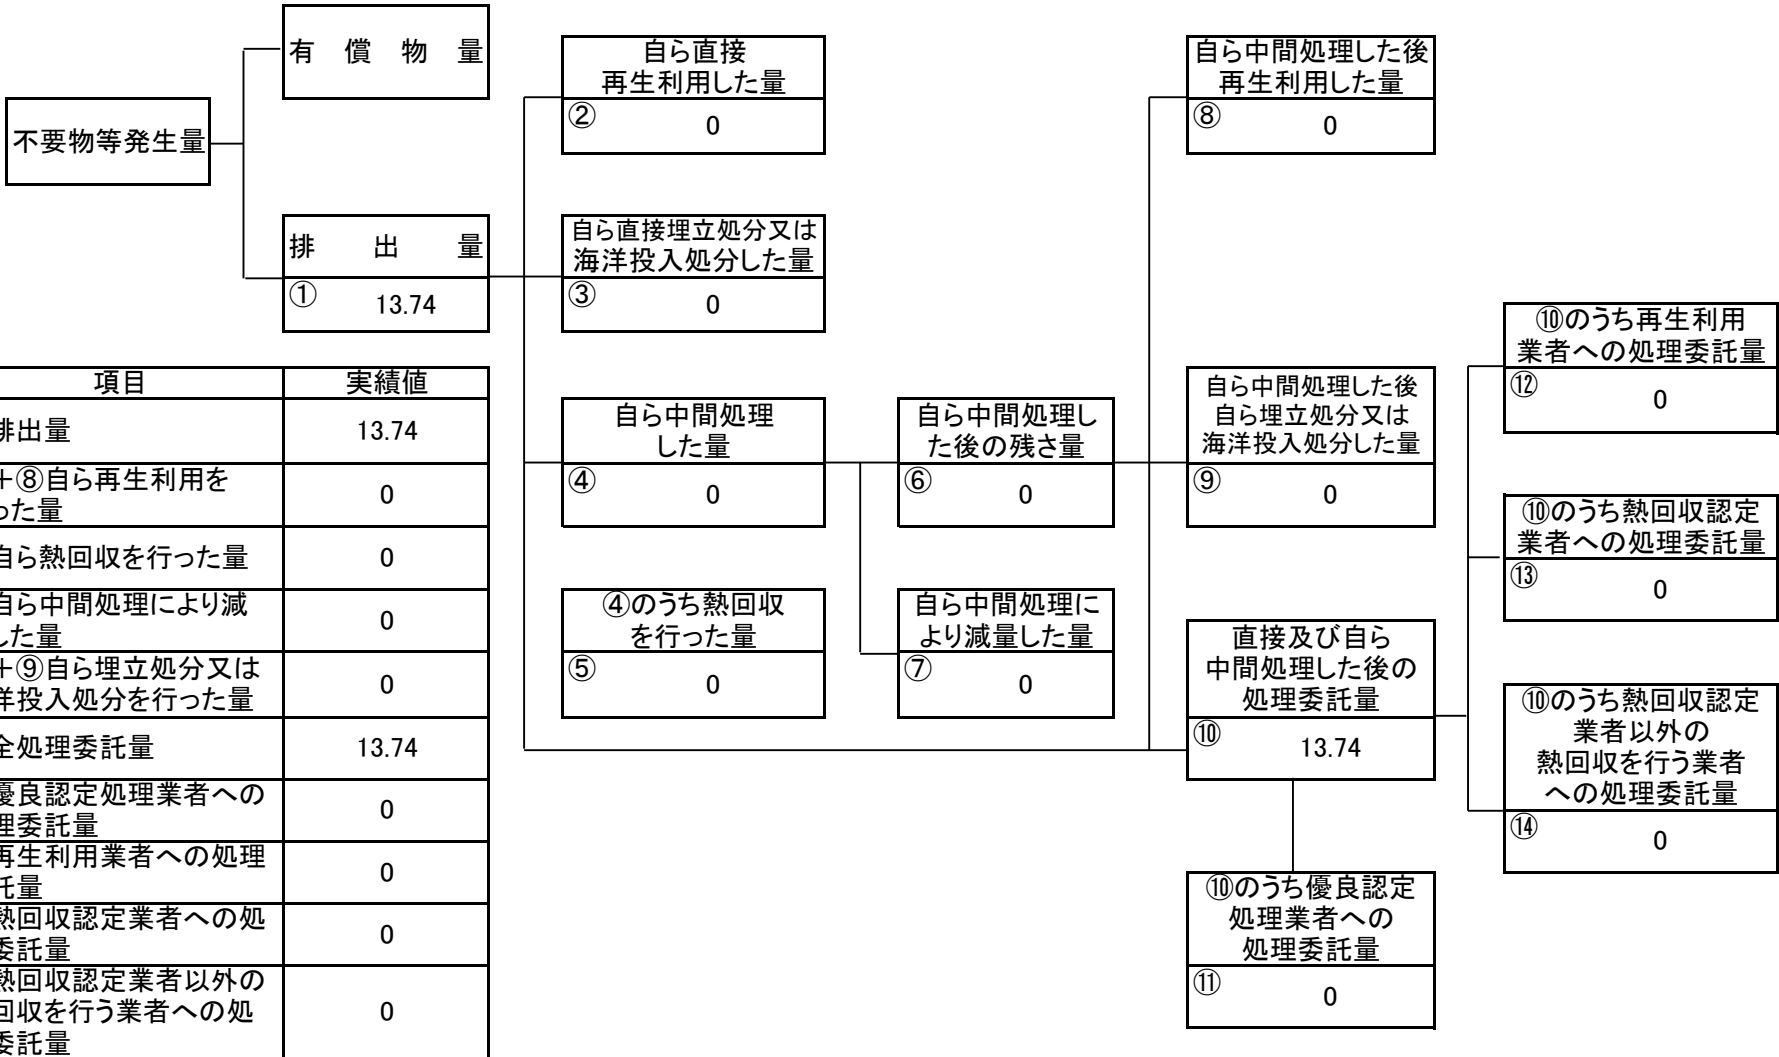 有 償 物 量
不要物等発生量
排 出 量
① 13.74
自ら直接
再生利用した量
② 0
自ら直接埋立処分又は
海洋投入処分した量
③ 0
自ら中間処理
した量
④ 0
④のうち熱回収
を行った量
⑤ 0
自ら中間処理し
た後の残さ量
⑥ 0
自ら中間処理に
より減量した量
⑦ 0
自ら中間処理した後
再生利用した量
⑧ 0
自ら中間処理した後
自ら埋立処分又は
海洋投入処分した量
⑨ 0
直接及び自ら
中間処理した後の
処理委託量
⑩ 13.74
⑩のうち優良認定
処理業者への
処理委託量
⑪ 0
⑩のうち再生利用
業者への処理委託量
⑫ 0
⑩のうち熱回収認定
業者への処理委託量
⑬ 0
⑩のうち熱回収認定
業者以外の
熱回収を行う業者
への処理委託量
⑭ 0
項目 実績値
排出量 13.74
+⑧自ら再生利用を
った量 0
自ら熱回収を行った量 0
自ら中間処理により減
した量 0
+⑨自ら埋立処分又は
洋投入処分を行った量 0
全処理委託量 13.74
優良認定処理業者への
理委託量 0
再生利用業者への処理
託量 0
熱回収認定業者への処
委託量 0
熱回収認定業者以外の
回収を行う業者への処
委託量 0